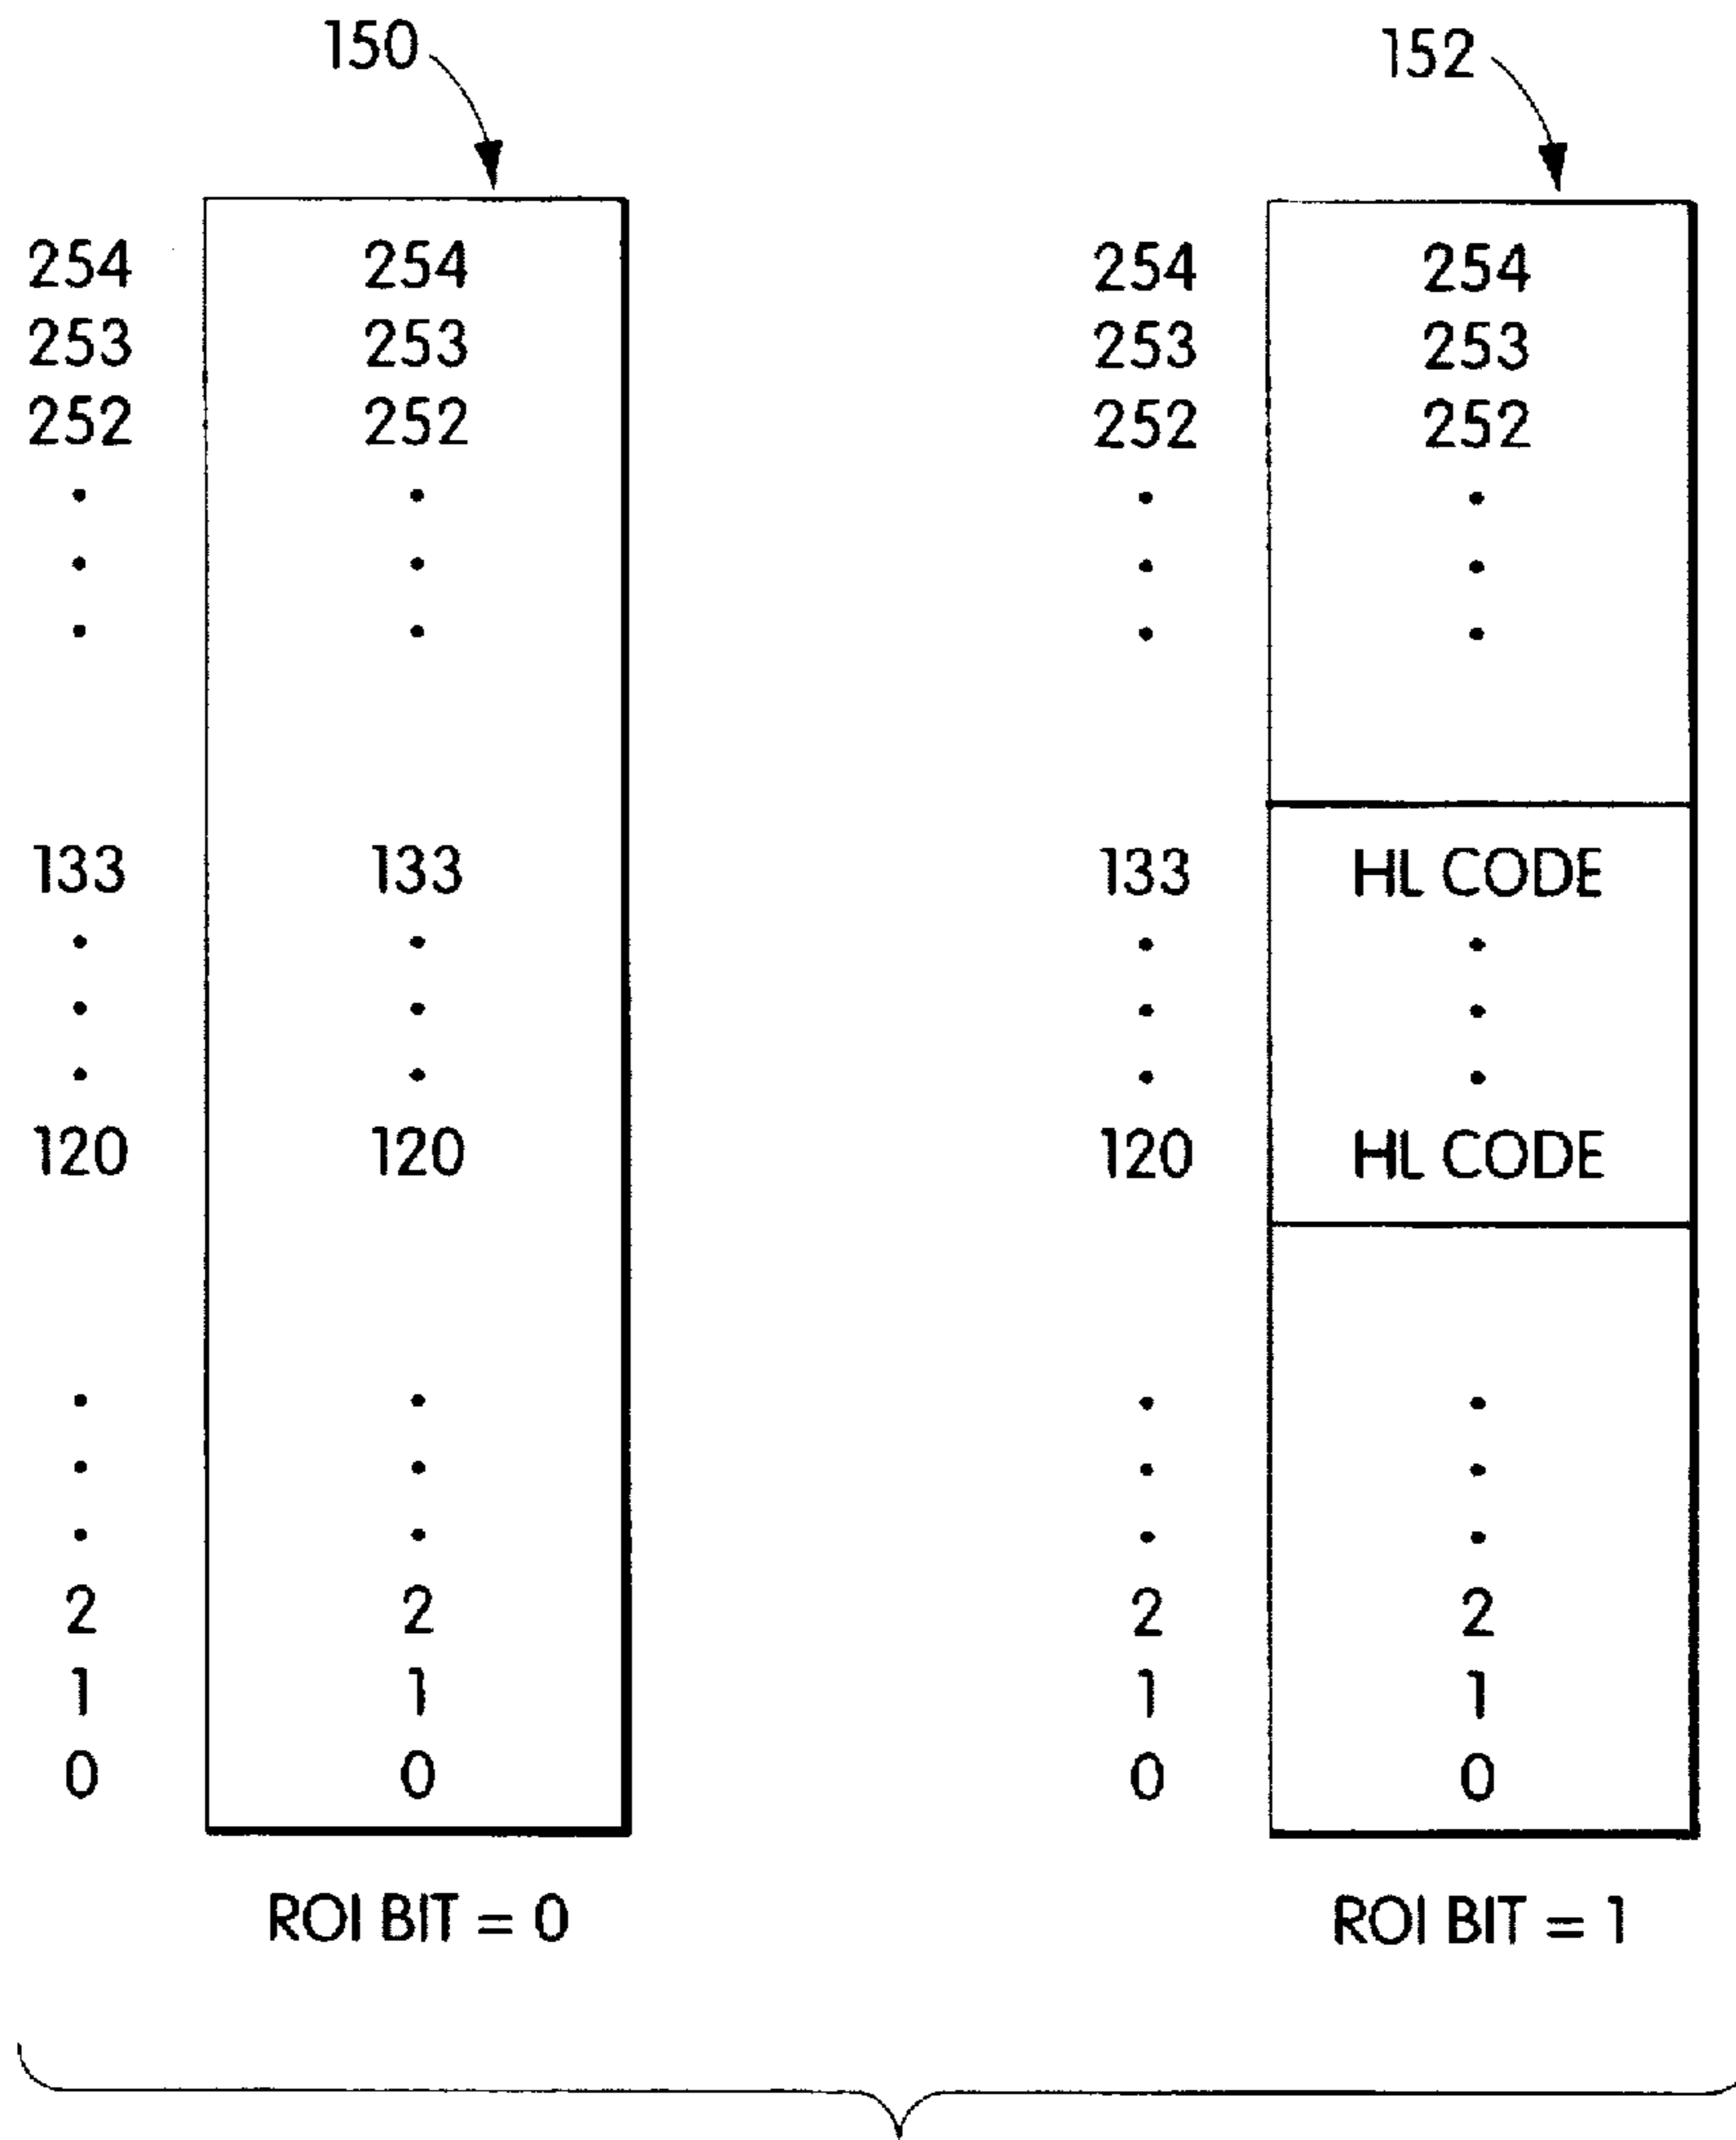 150 152
254 254 254 254
253 253 253 253
252 252 252 252
133 133 133 HL CODE
120 120 120 HL CODE
2 2 2 2
1 1 1 1
0 0 0 0
ROI BIT = 0 ROI BIT = 1